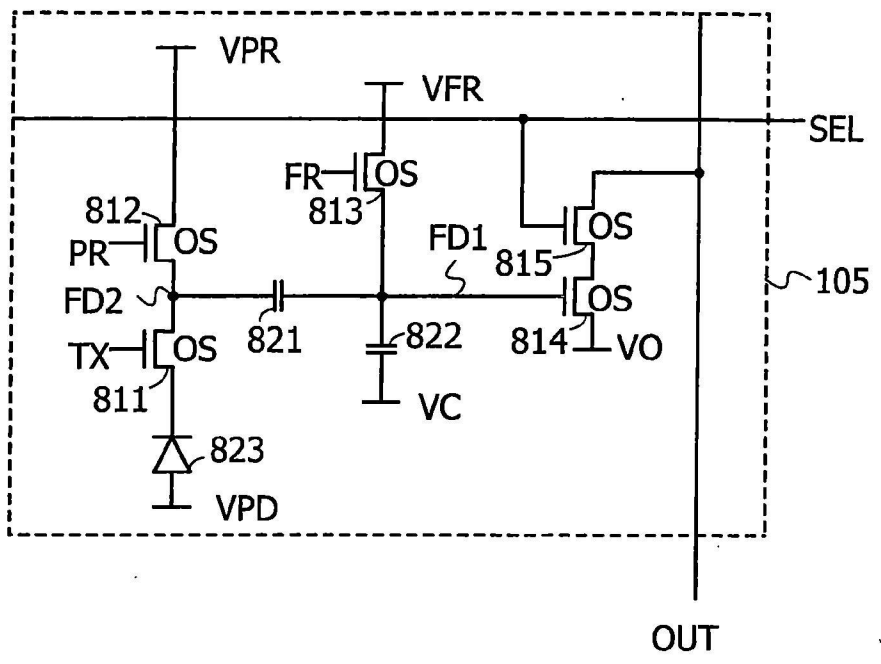 VPR
VFR
SEL
FR
OS
813
812
PR
OS
FD1
OS
815
105
FD2
821
822
OS
814
VO
TX
OS
811
VC
823
VPD
OUT